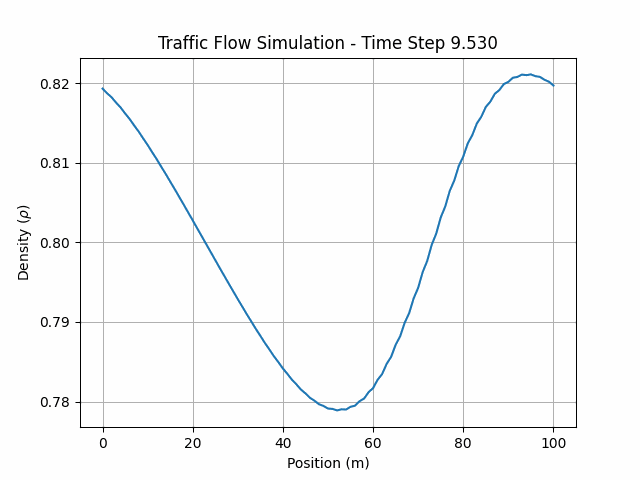 Traffic Flow Simulation - Time Step 9.530
0.82
0.81
0.80
0.79
0.78
Density (ρ)
0 20 40 60 80 100
Position (m)